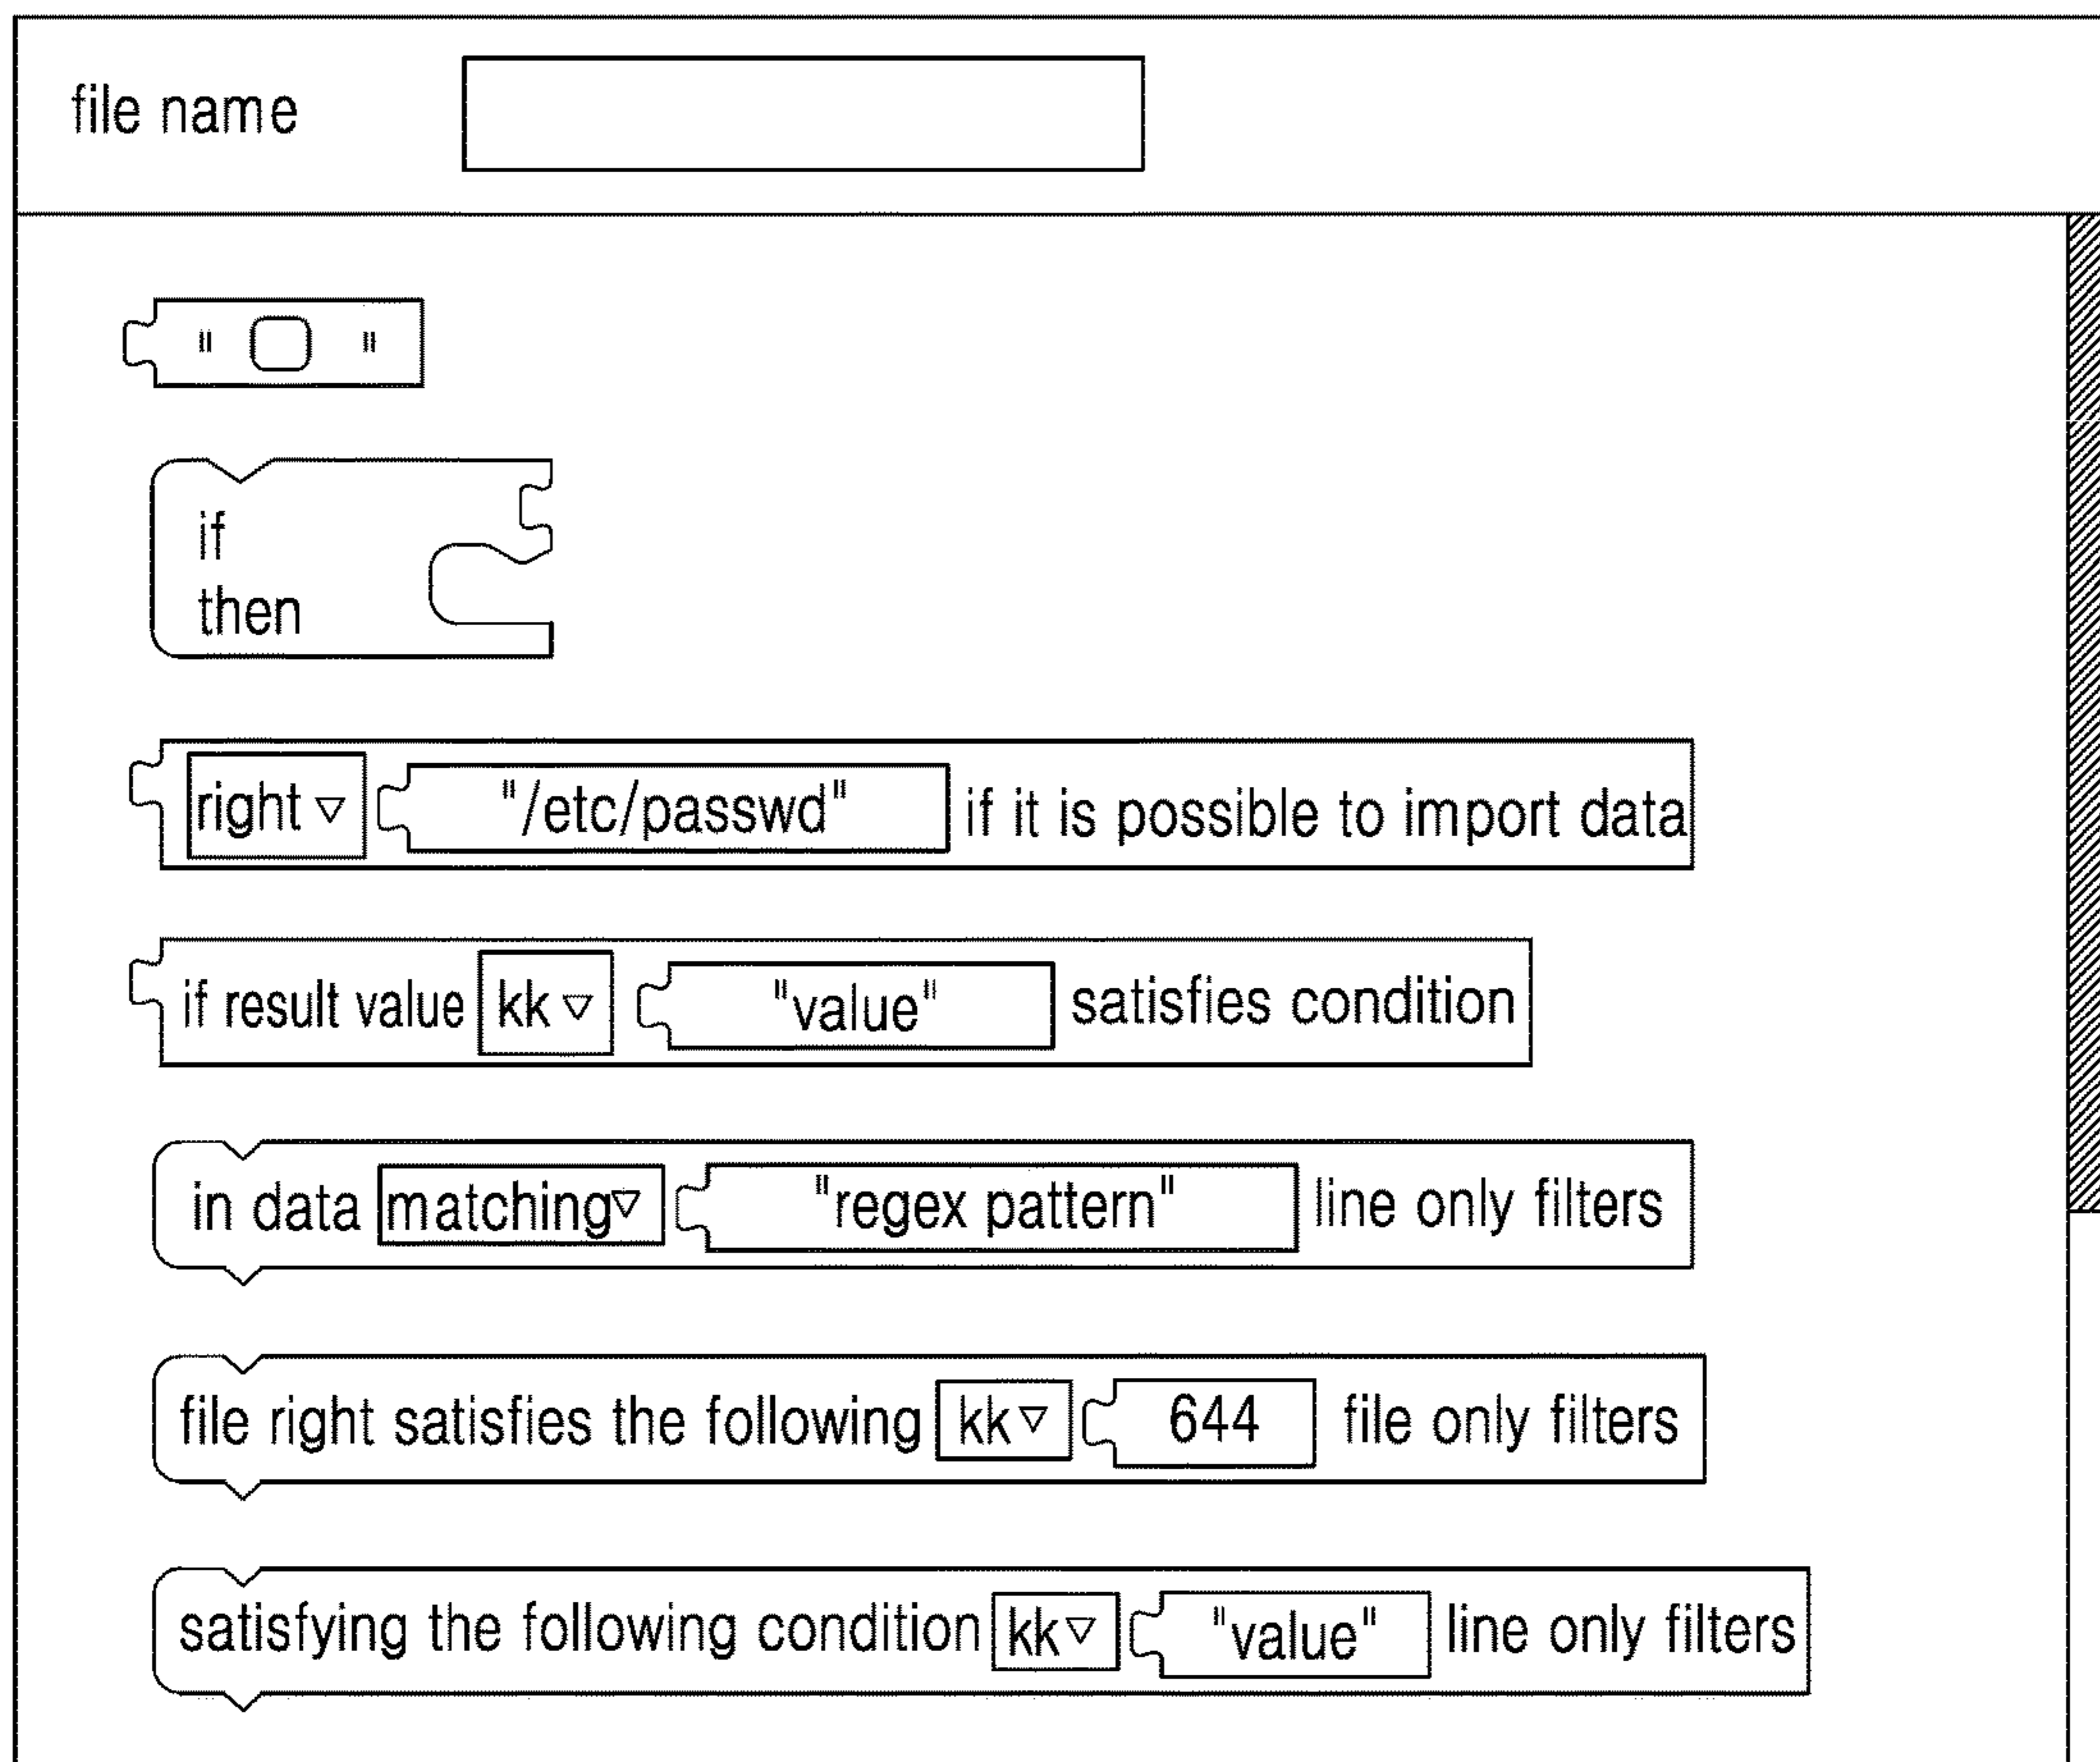 file name
" "
if
then
right ▽ "/etc/passwd" if it is possible to import data
if result value kk ▽ "value" satisfies condition
in data matching ▽ "regex pattern" line only filters
file right satisfies the following kk ▽ 644 file only filters
satisfying the following condition kk ▽ "value" line only filters